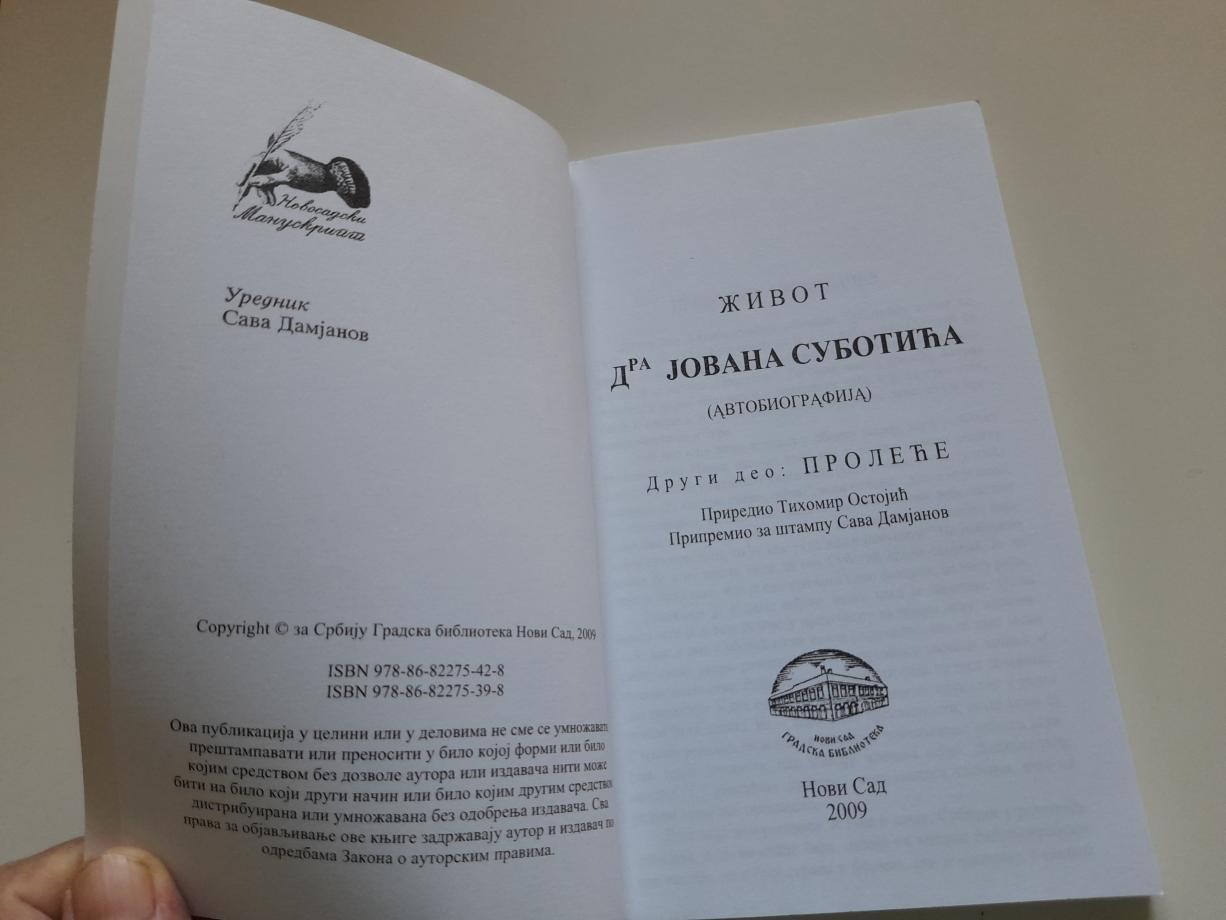 Новосадски
Манускрипт
Уредник
Сава Дамјанов
Copyright © за Србију Градска библиотека Нови Сад, 2009
ISBN 978-86-82275-42-8
ISBN 978-86-82275-39-8
Ова публикација у целини или у деловима не сме се умножавати,
прештампавати или преносити у било којој форми или било
којим средством без дозволе аутора или издавача нити може
бити на било који други начин или било којим другим средством
дистрибуирана или умножавана без одобрења издавача. Сва
права за објављивање ове књиге задржавају аутор и издавач по
одредбама Закона о ауторским правима.
ЖИВОТ
ДРА ЈОВАНА СУБОТИЋА
(АВТОБИОГРАФИЈА)
Други део: ПРОЛЕЋЕ
Приредио Тихомир Остојић
Припремио за штампу Сава Дамјанов
НОВИ САД
ГРАДСКА БИБЛИОТЕКА
Нови Сад
2009